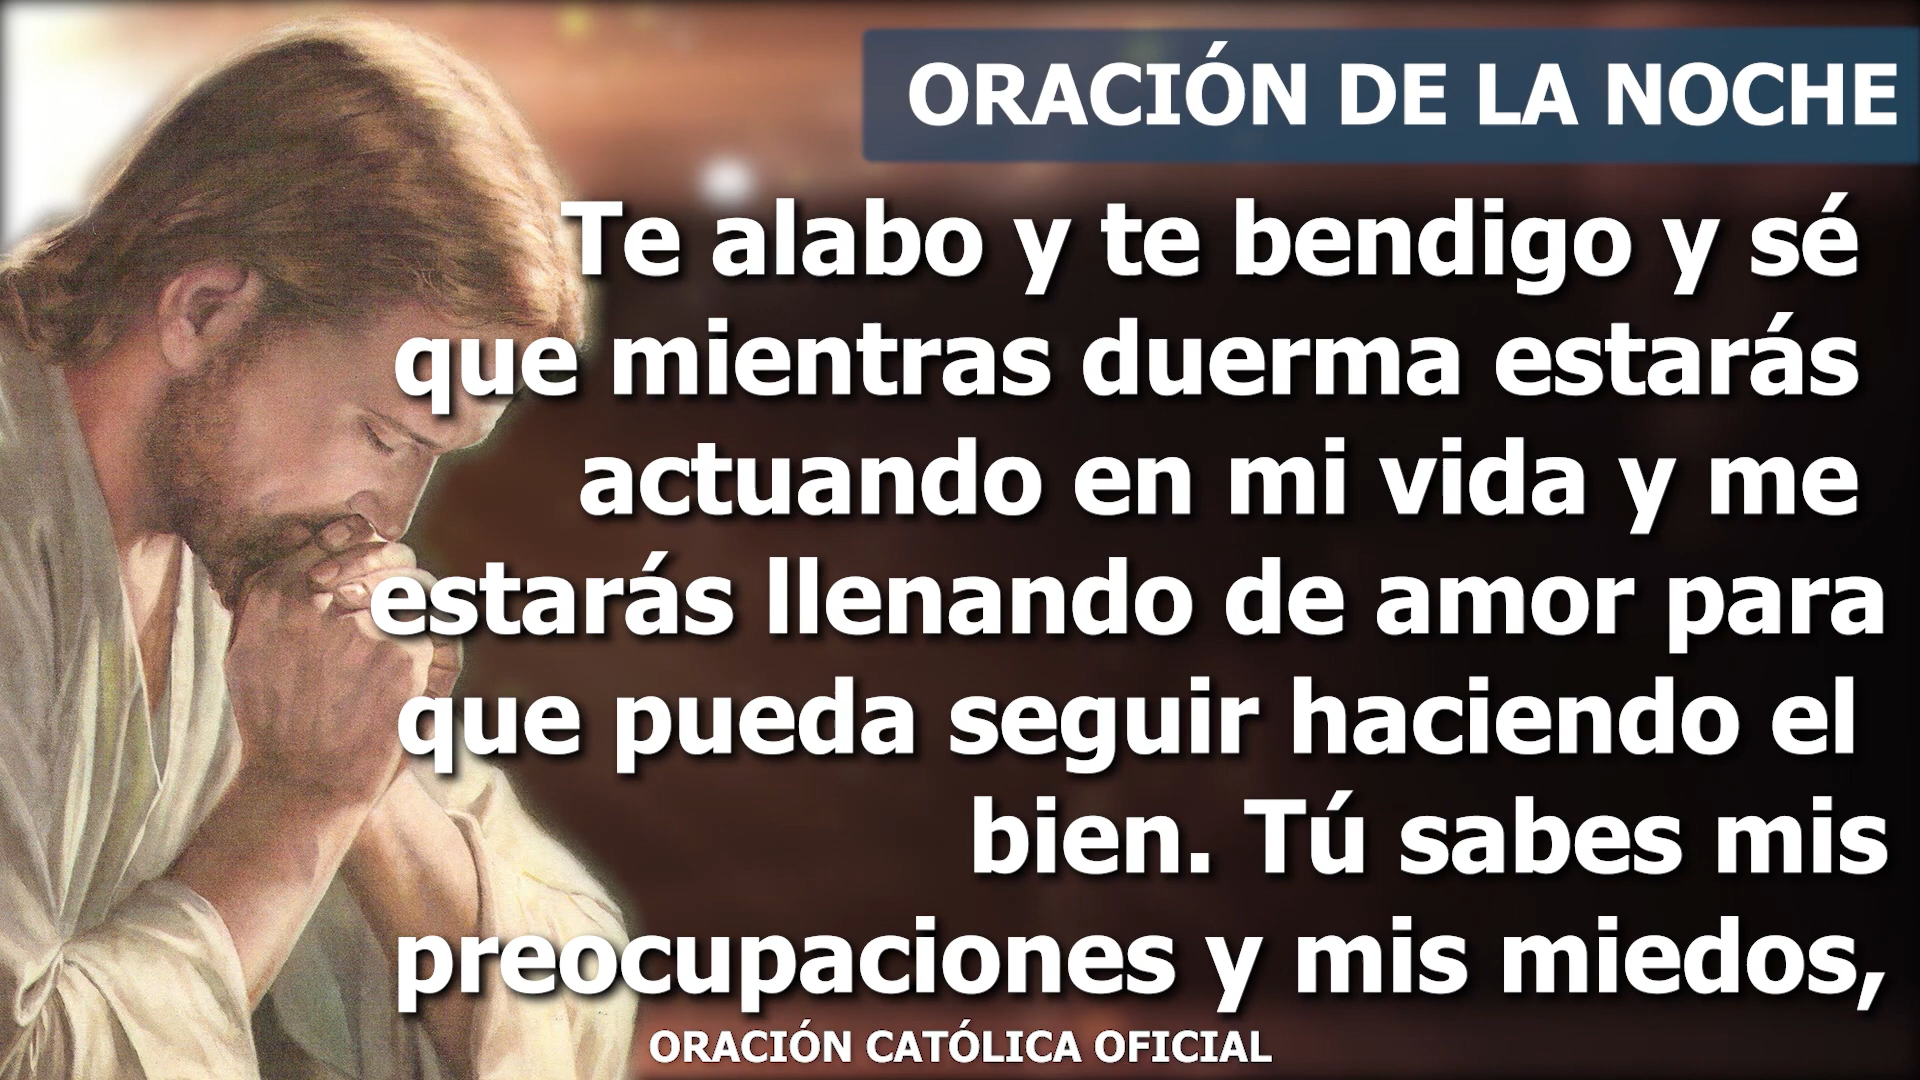 ORACIÓN DE LA NOCHE
Te alabo y te bendigo y sé
que mientras duerma estarás
actuando en mi vida y me
estarás llenando de amor para
que pueda seguir haciendo el
bien. Tú sabes mis
preocupaciones y mis miedos,
ORACIÓN CATÓLICA OFICIAL